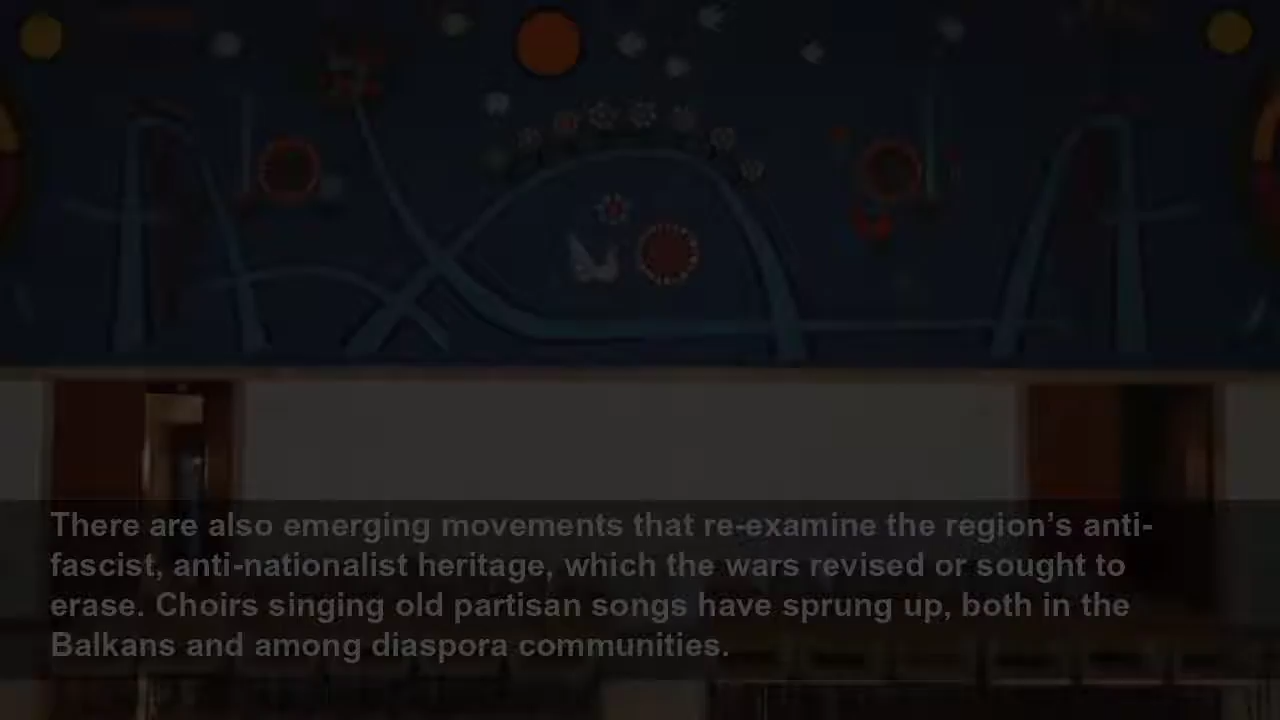 There are also emerging movements that re-examine the region’s anti-
fascist, anti-nationalist heritage, which the wars revised or sought to
erase. Choirs singing old partisan songs have sprung up, both in the
Balkans and among diaspora communities.